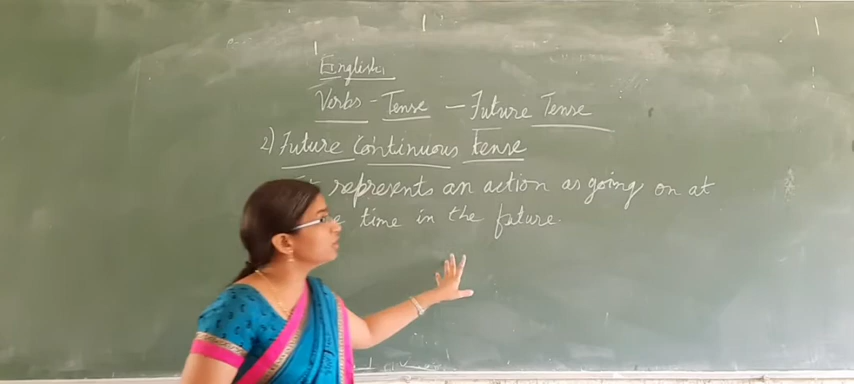 English
Verbs - Tense - Future Tense
2) Future Continuous Tense
It represents an action as going on at
time in the future.